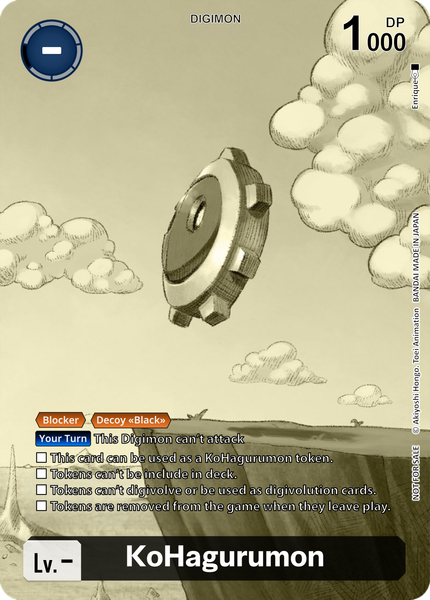 DIGIMON
-
1000
DP
Enrique
© Akiyoshi Hongo, Toei Animation BANDAI MADE IN JAPAN
NOT FOR SALE
Blocker Decoy «Black»
Your Turn This Digimon can't attack
This card can be used as a KoHagurumon token.
Tokens can't be include in deck.
Tokens can't digivolve or be used as digivolution cards.
Tokens are removed from the game when they leave play.
Lv.-
KoHagurumon